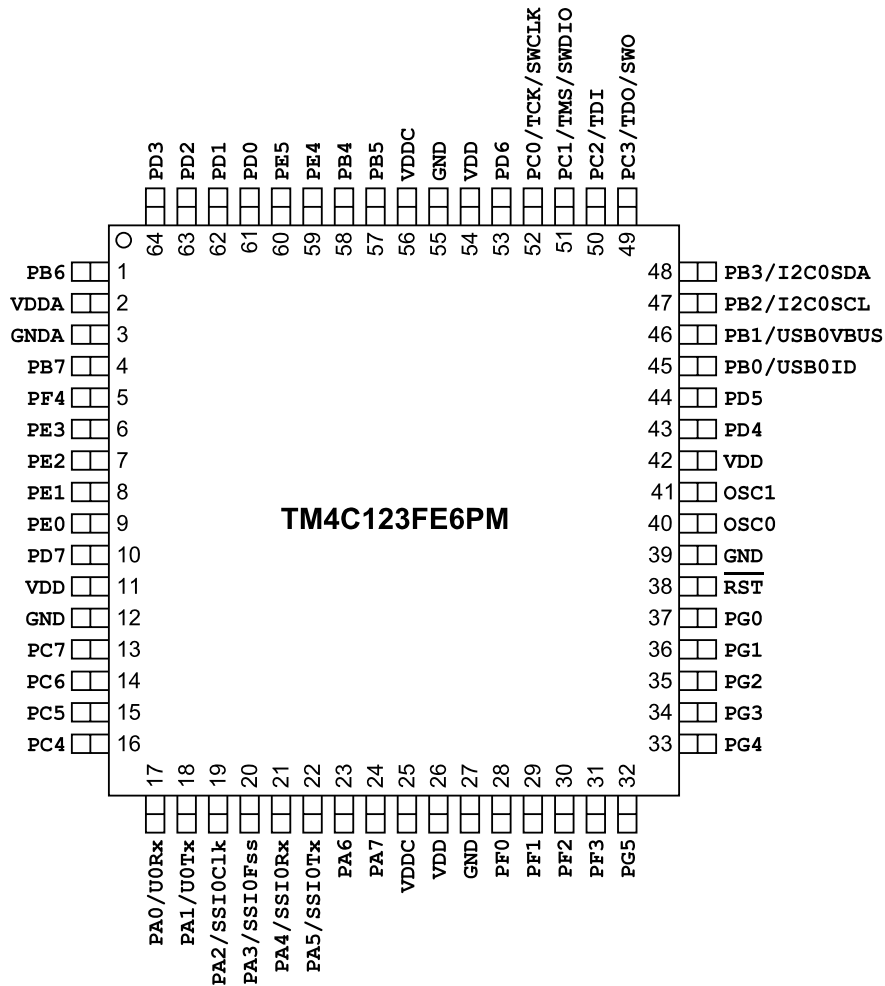 PD3
PD2
PD1
PD0
PE5
PE4
PB4
PB5
VDDC
GND
VDD
PD6
PC0/TCK/SWCLK
PC1/TMS/SWDIO
PC2/TDI
PC3/TDO/SWO
64
63
62
61
60
59
58
57
56
55
54
53
52
51
50
49
PB6 1
VDDA 2
GNDA 3
PB7 4
PF4 5
PE3 6
PE2 7
PE1 8
PE0 9
PD7 10
VDD 11
GND 12
PC7 13
PC6 14
PC5 15
PC4 16
TM4C123FE6PM
48 PB3/I2C0SDA
47 PB2/I2C0SCL
46 PB1/USB0VBUS
45 PB0/USB0ID
44 PD5
43 PD4
42 VDD
41 OSC1
40 OSC0
39 GND
38 RST
37 PG0
36 PG1
35 PG2
34 PG3
33 PG4
17
18
19
20
21
22
23
24
25
26
27
28
29
30
31
32
PA0/U0Rx
PA1/U0Tx
PA2/SSI0Clk
PA3/SSI0Fss
PA4/SSI0Rx
PA5/SSI0Tx
PA6
PA7
VDDC
VDD
GND
PF0
PF1
PF2
PF3
PG5